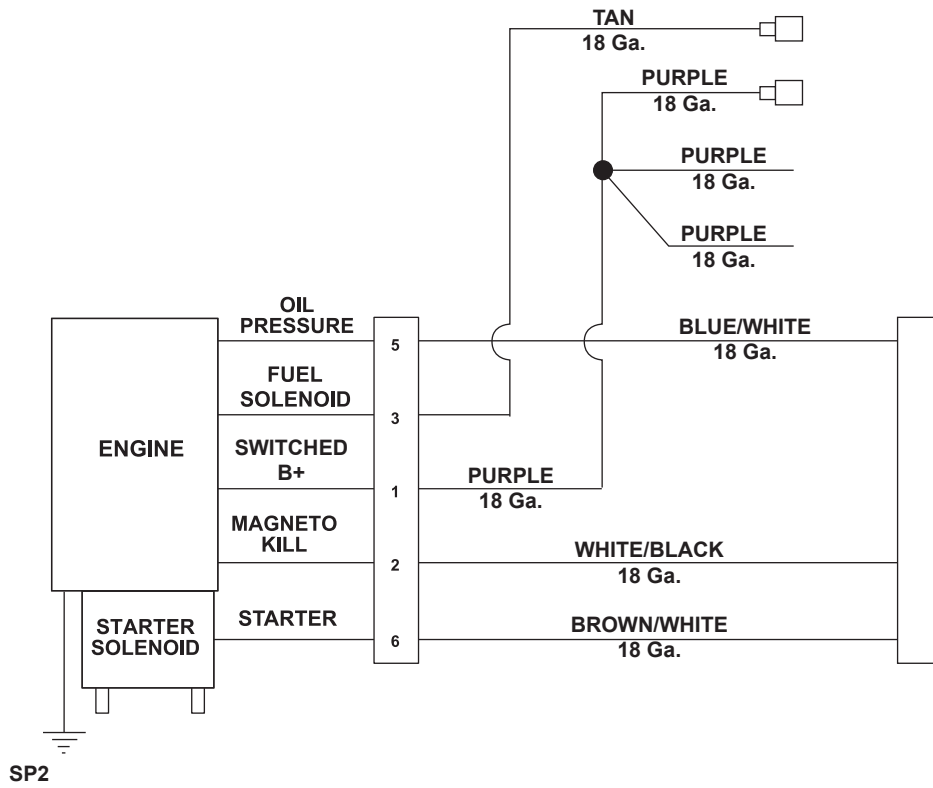 TAN
18 Ga.
PURPLE
18 Ga.
PURPLE
18 Ga.
PURPLE
18 Ga.
OIL
PRESSURE
5
BLUE/WHITE
18 Ga.
FUEL
SOLENOID
3
ENGINE
SWITCHED
B+
1
PURPLE
18 Ga.
MAGNETO
KILL
2
WHITE/BLACK
18 Ga.
STARTER
SOLENOID
STARTER
6
BROWN/WHITE
18 Ga.
SP2